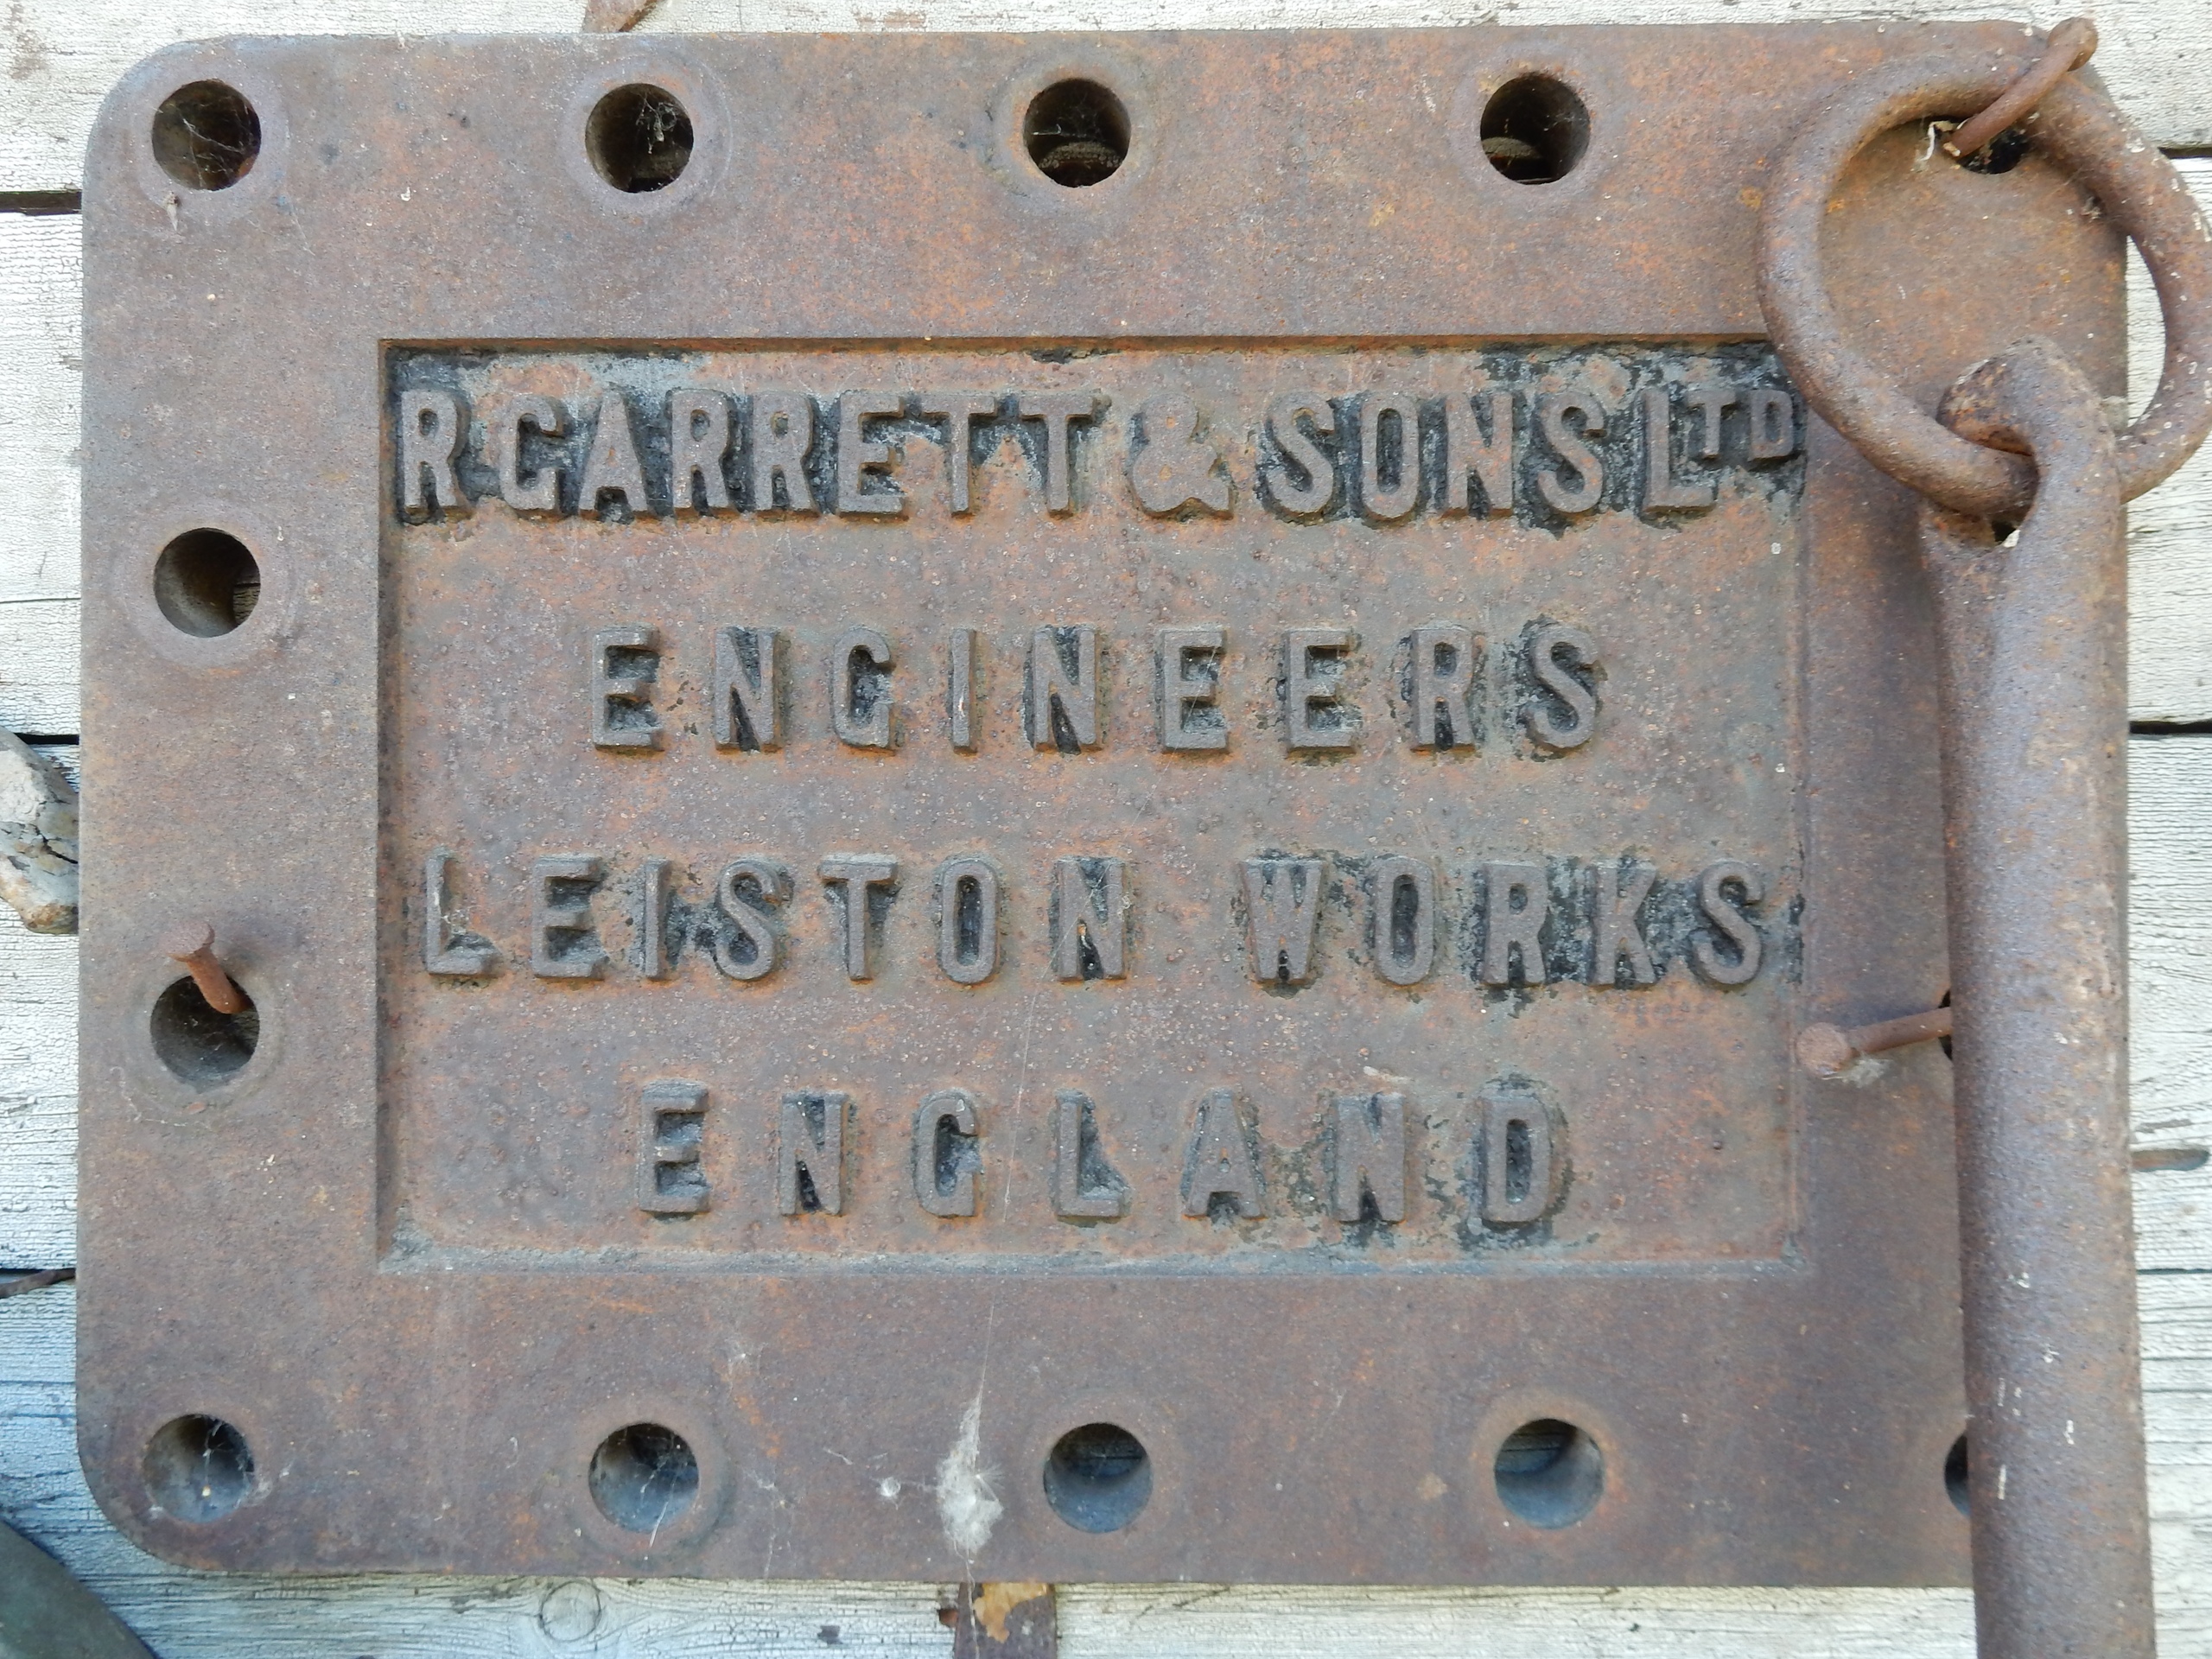 R GARRETT & SONS LTD
ENGINEERS
LEISTON WORKS
ENGLAND